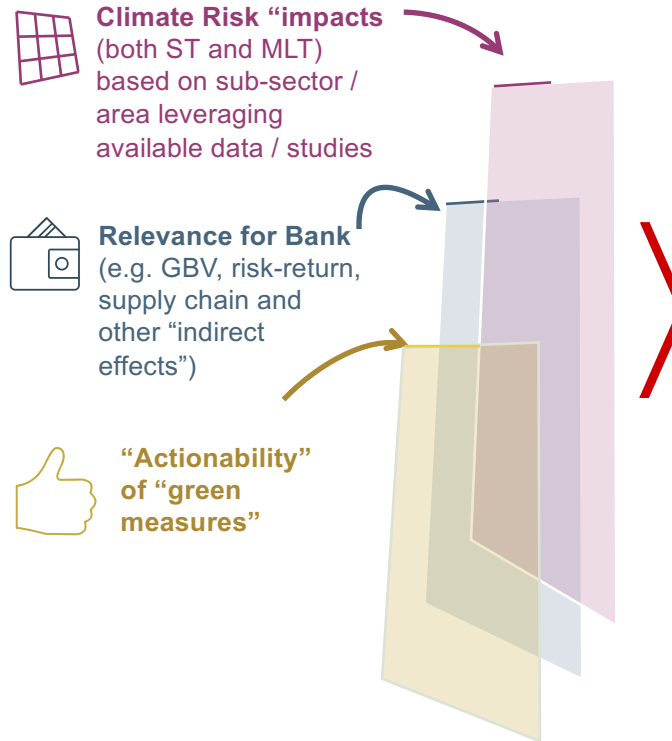 Climate Risk “impacts
(both ST and MLT)
based on sub-sector /
area leveraging
available data / studies
Relevance for Bank
(e.g. GBV, risk-return,
supply chain and
other “indirect
effects”)
“Actionability”
of “green
measures”